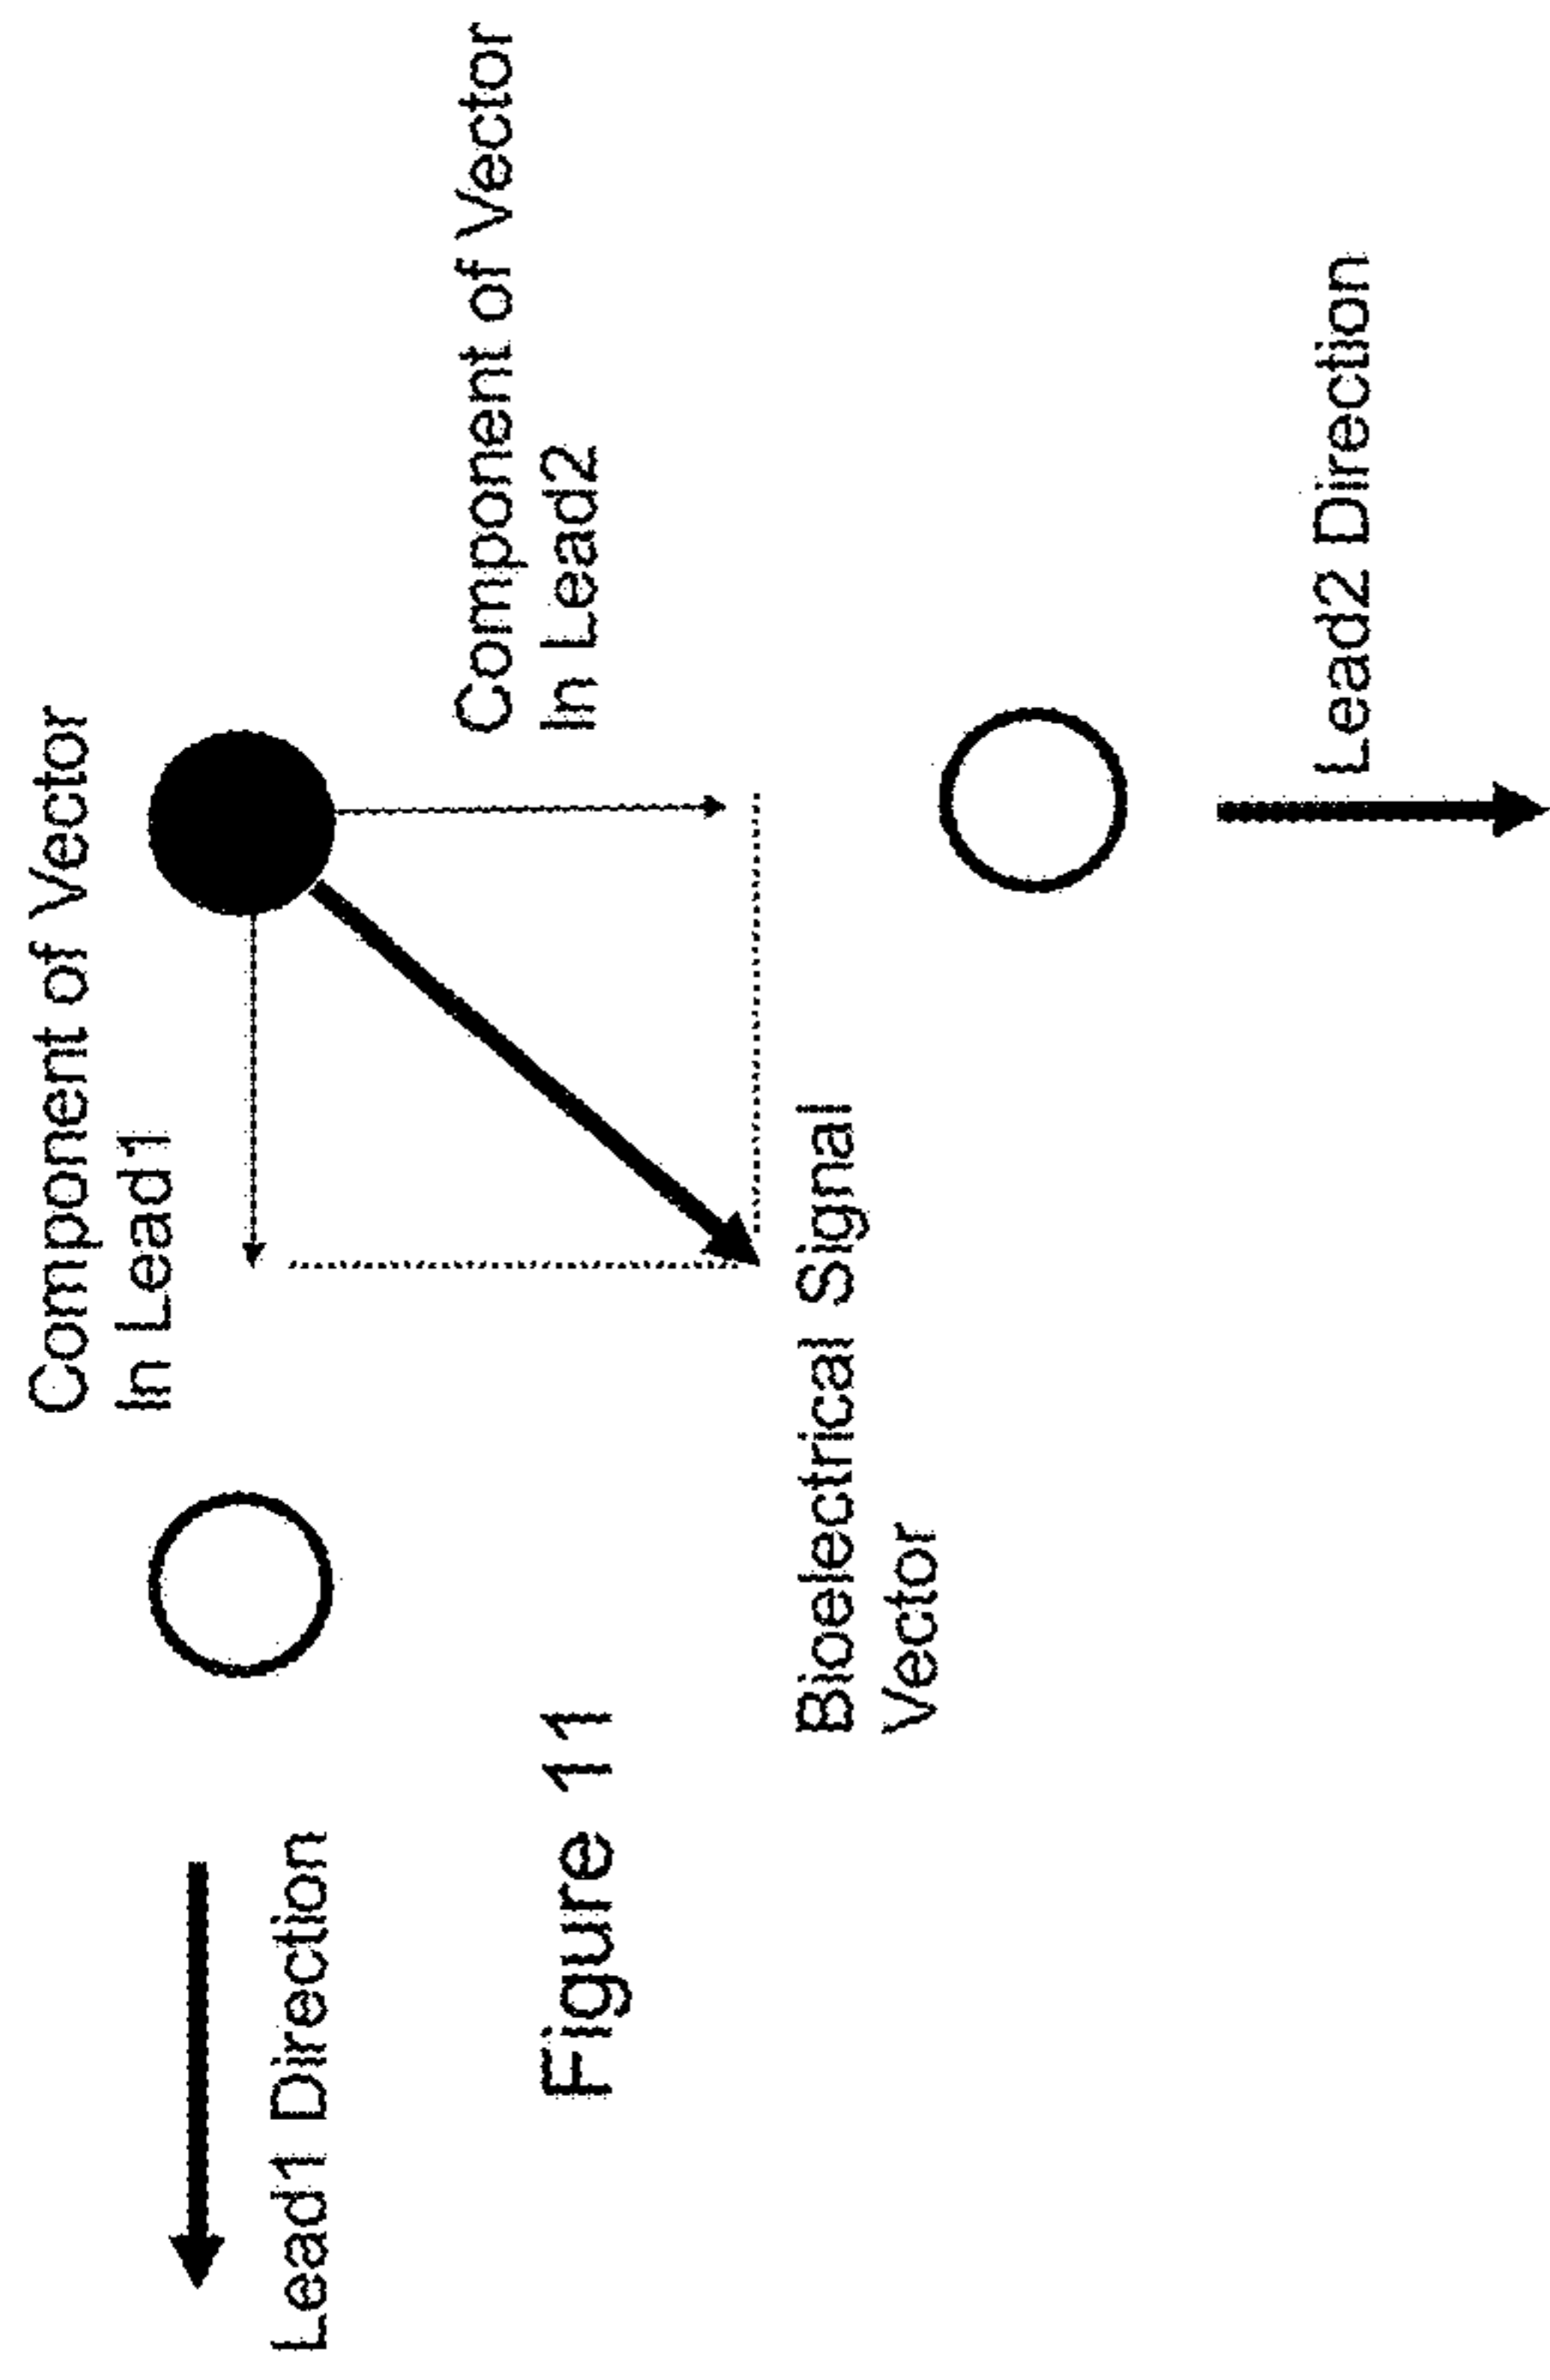 Component of Vector
In Lead1
Component of Vector
In Lead2
Lead1 Direction
Figure 11
Bioelectrical Signal
Vector
Lead2 Direction